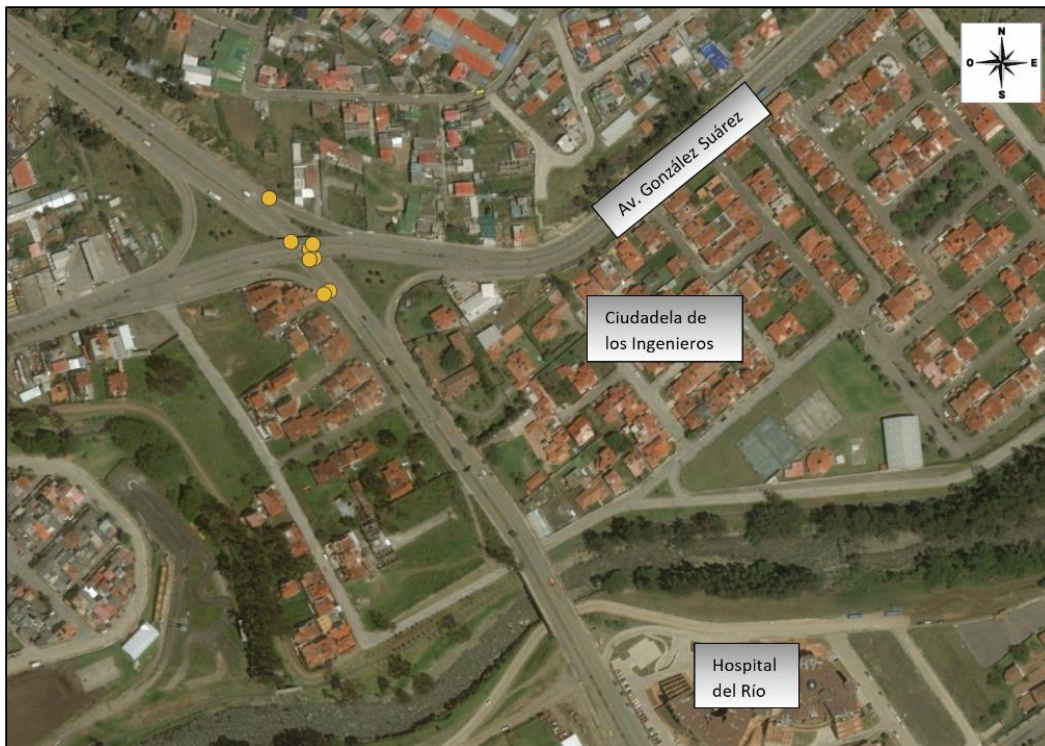 N
O E
S
Av. González Suárez
Ciudadela de
los Ingenieros
Hospital
del Río